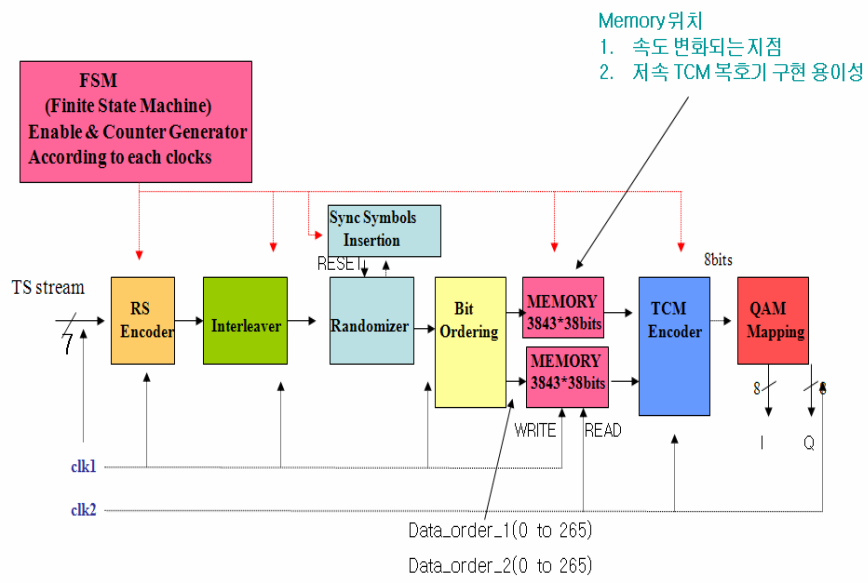 Memory위치
1. 속도 변화되는 지점
2. 저속 TCM 복호기 구현 용이성
FSM
(Finite State Machine)
Enable & Counter Generator
According to each clocks
Sync Symbols
Insertion
RESET
8bits
TS stream
7
RS
Encoder
Interleaver
Randomizer
Bit
Ordering
MEMORY
3843*38bits
MEMORY
3843*38bits
TCM
Encoder
QAM
Mapping
8
8
WRITE
READ
I
Q
clk1
clk2
Data_order_1(0 to 265)
Data_order_2(0 to 265)